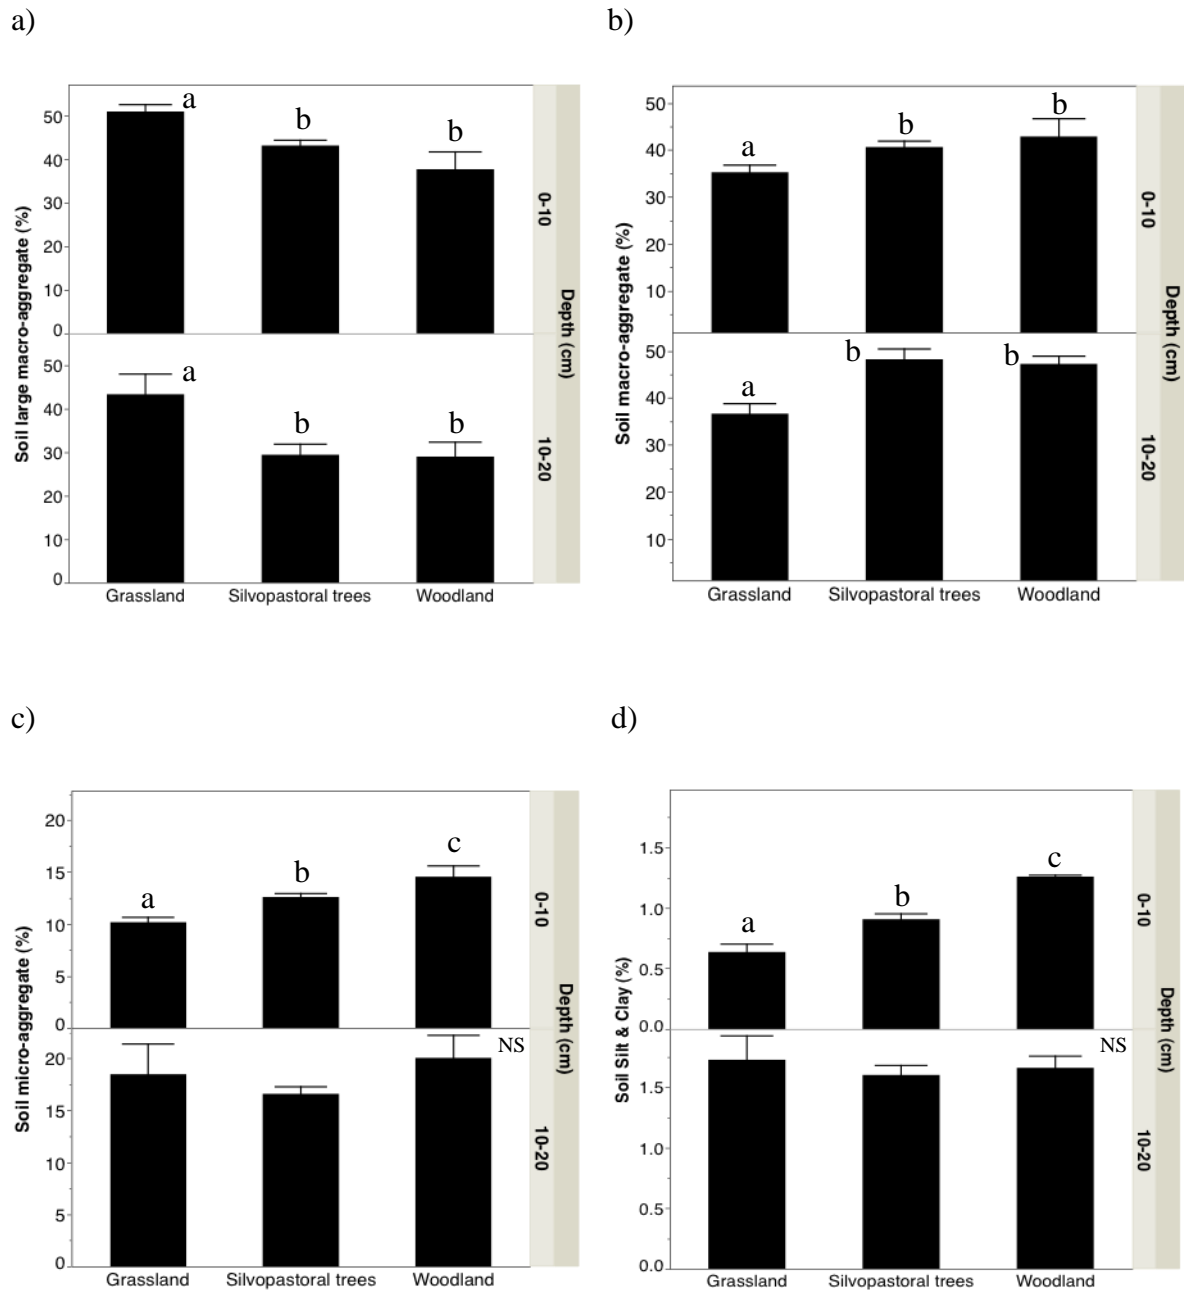 a)
Soil large macro-aggregate (%)
50
40
30
20
10
0
a
b
b
0-10
50
40
30
20
10
0
a
b
b
10-20
Depth (cm)
Grassland Silvopastoral trees Woodland
b)
Soil macro-aggregate (%)
50
40
30
20
10
a
b
b
0-10
50
40
30
20
10
a
b
b
10-20
Depth (cm)
Grassland Silvopastoral trees Woodland
c)
Soil micro-aggregate (%)
20
15
10
5
0
a
b
c
0-10
20
15
10
5
0
NS
10-20
Depth (cm)
Grassland Silvopastoral trees Woodland
d)
Soil Silt & Clay (%)
1.5
1.0
0.5
0.0
a
b
c
0-10
1.5
1.0
0.5
0.0
NS
10-20
Depth (cm)
Grassland Silvopastoral trees Woodland